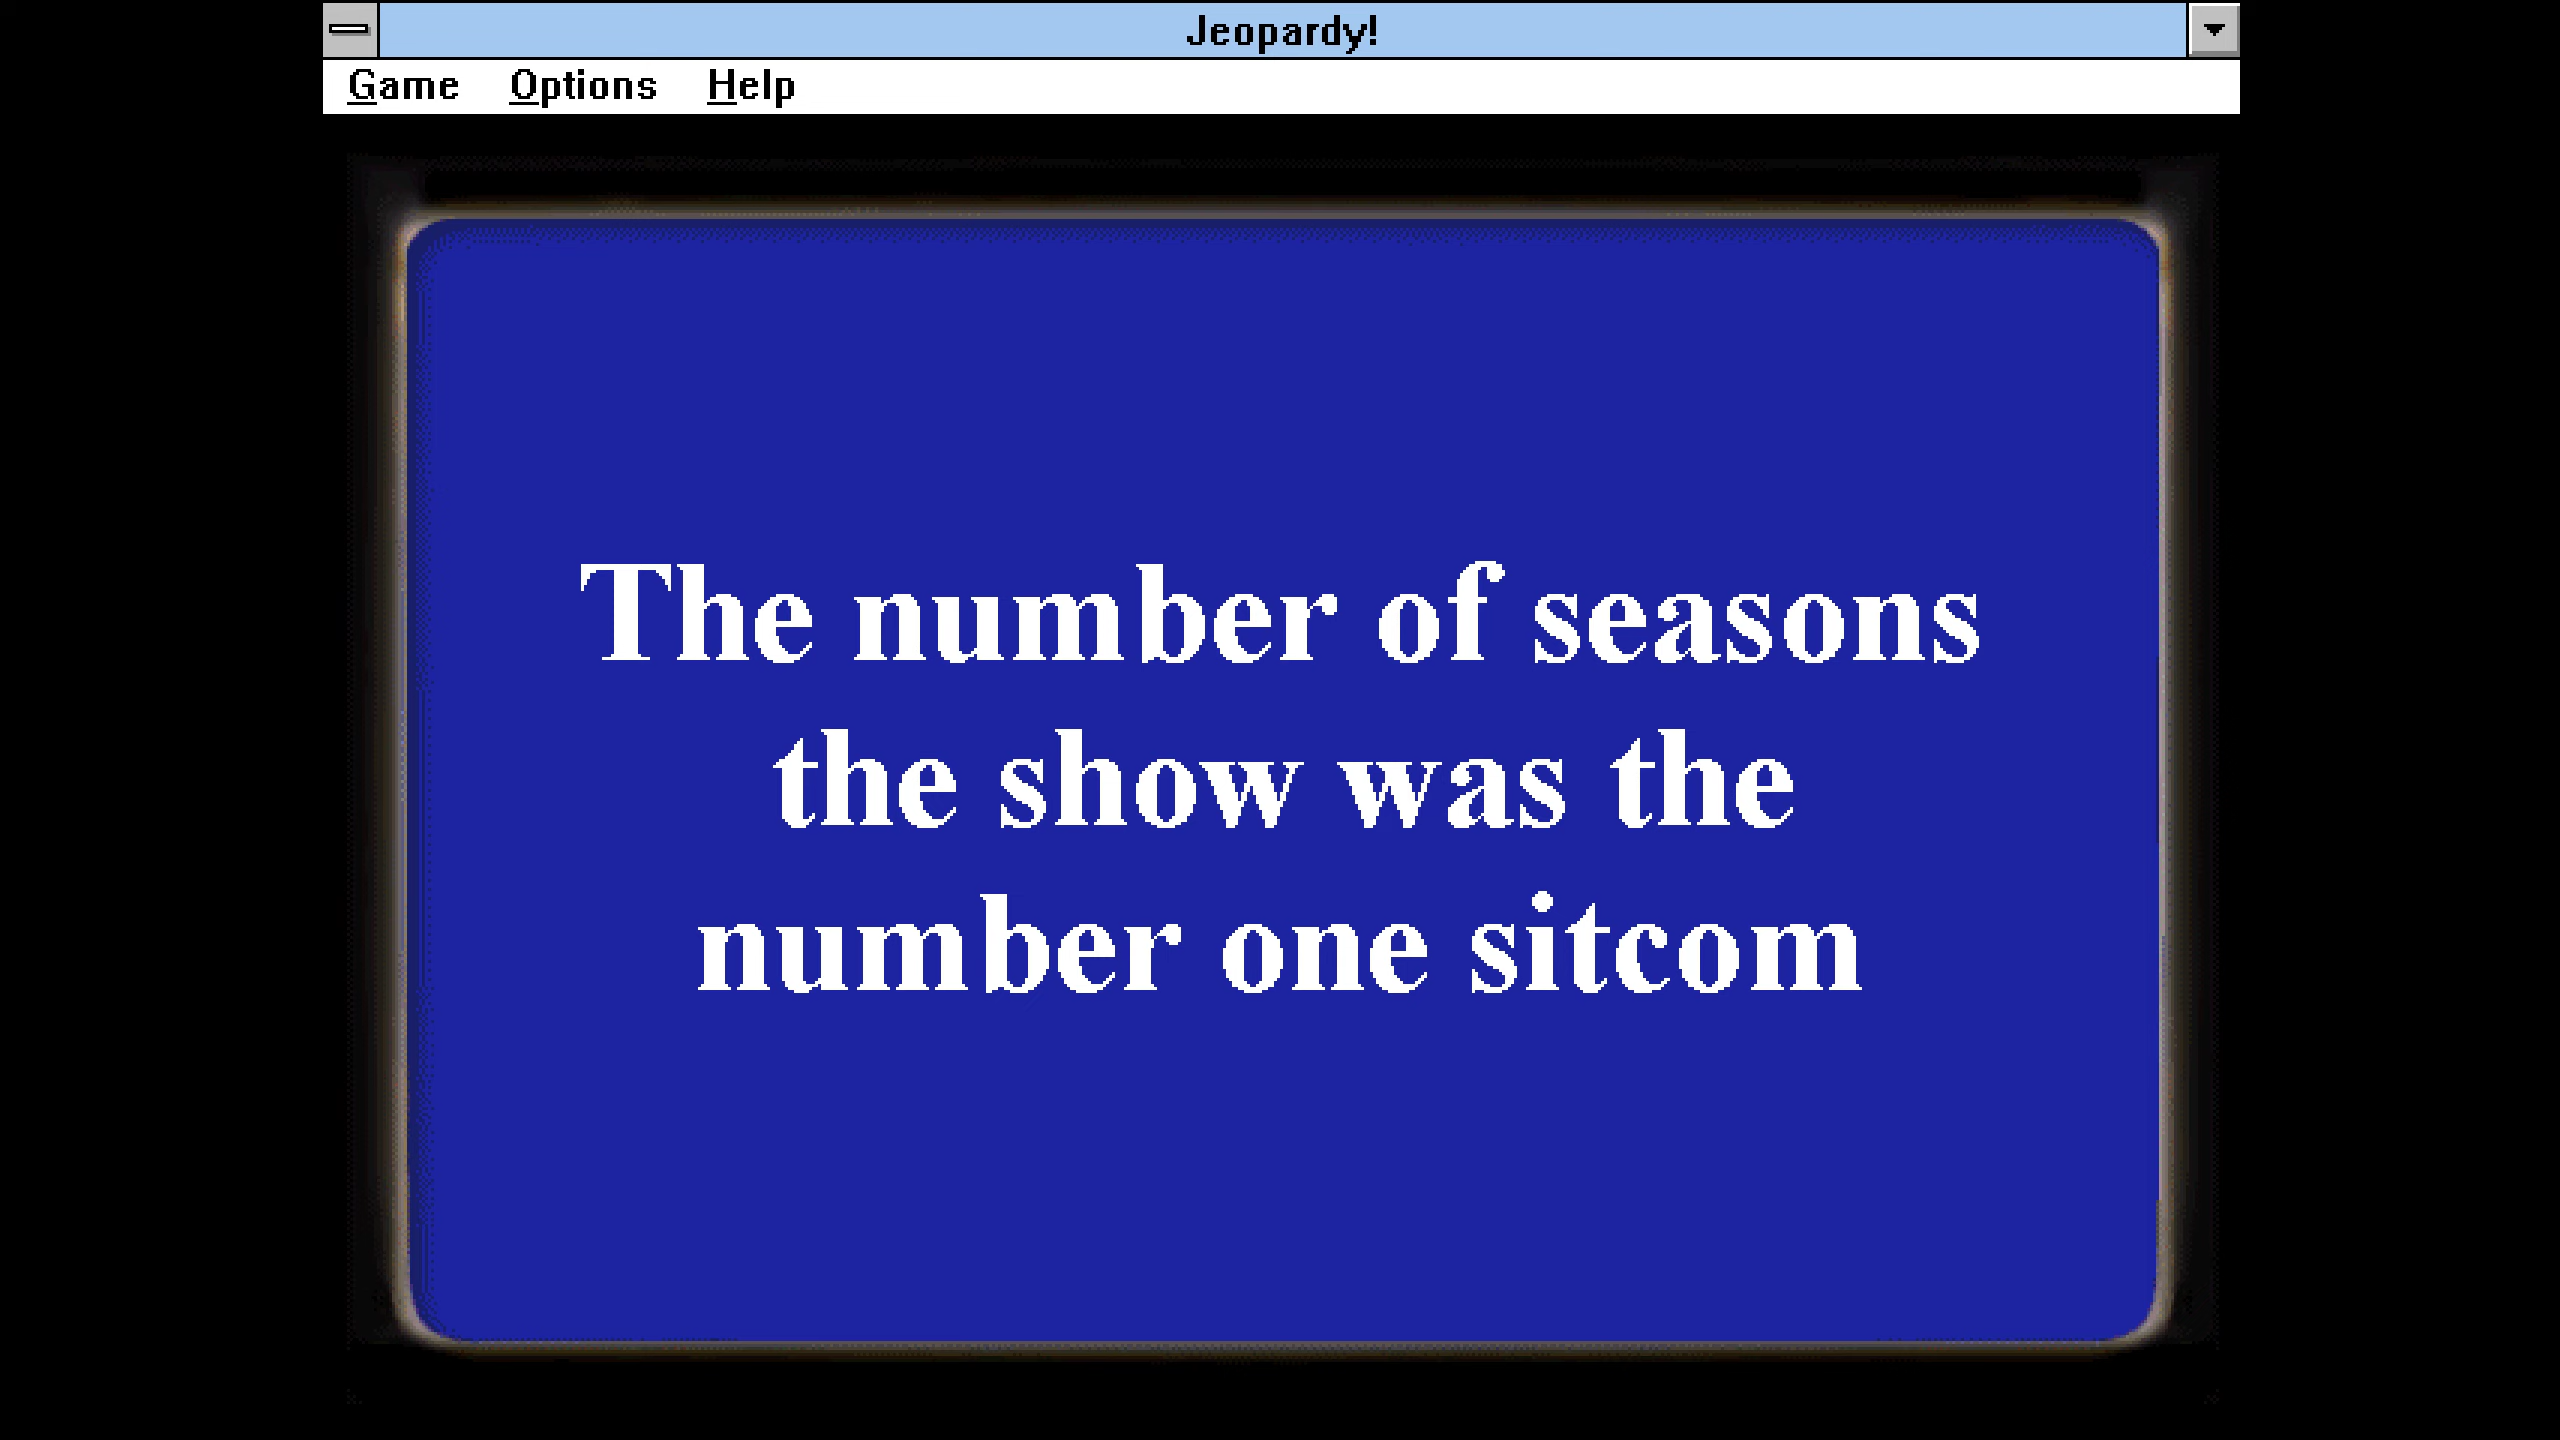 Jeopardy!
Game Options Help
The number of seasons
the show was the
number one sitcom